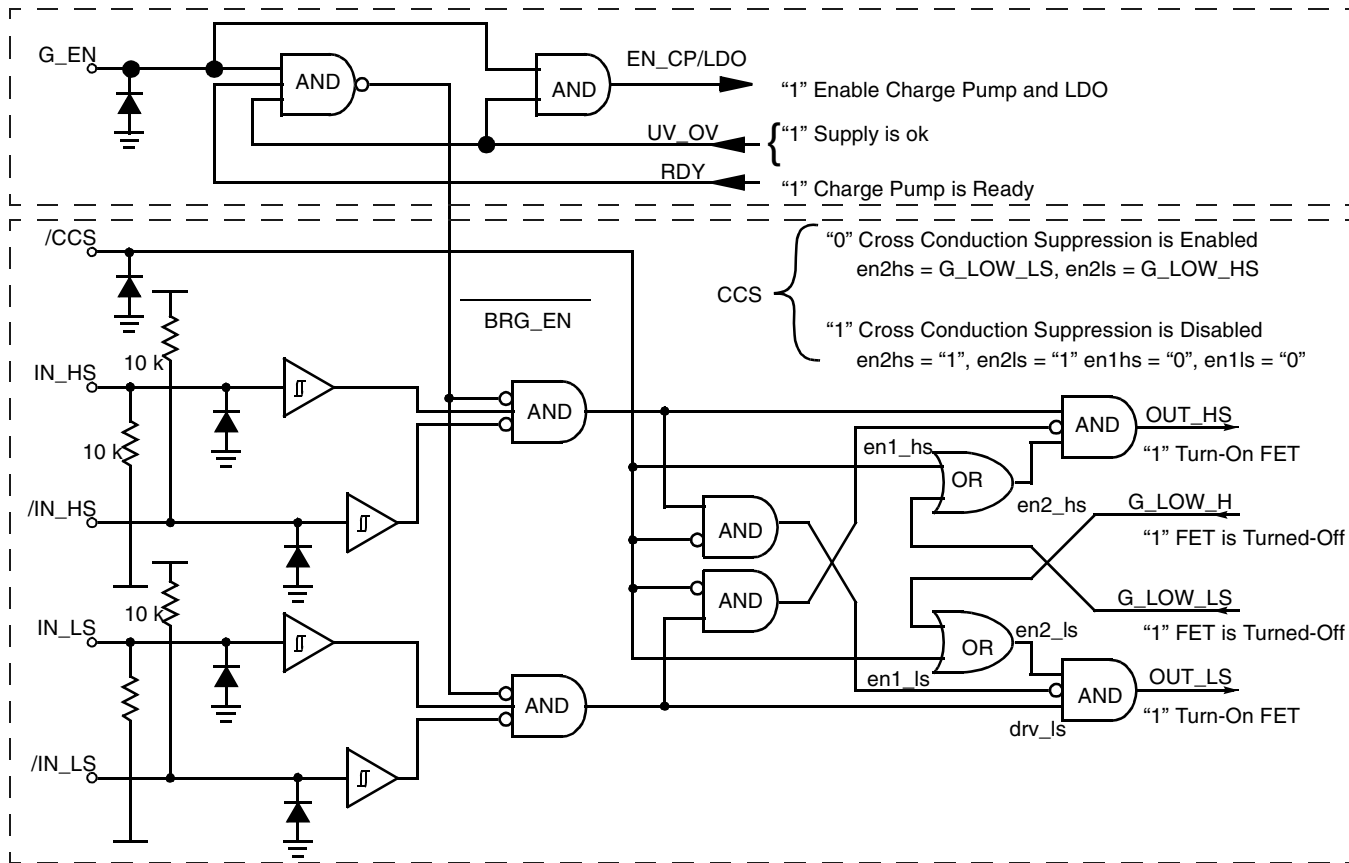 G_EN
AND
AND
EN_CP/LDO
“1” Enable Charge Pump and LDO
UV_OV
“1” Supply is ok
RDY
“1” Charge Pump is Ready
/CCS
“0” Cross Conduction Suppression is Enabled
en2hs = G_LOW_LS, en2ls = G_LOW_HS
CCS
“1” Cross Conduction Suppression is Disabled
en2hs = “1”, en2ls = “1” en1hs = “0”, en1ls = “0”
BRG_EN
10 k
IN_HS
10 k
AND
AND
OUT_HS
“1” Turn-On FET
en1_hs
OR
en2_hs
/IN_HS
AND
G_LOW_H
“1” FET is Turned-Off
AND
10 k
G_LOW_LS
“1” FET is Turned-Off
IN_LS
OR
en2_ls
en1_ls
AND
AND
OUT_LS
“1” Turn-On FET
drv_ls
/IN_LS